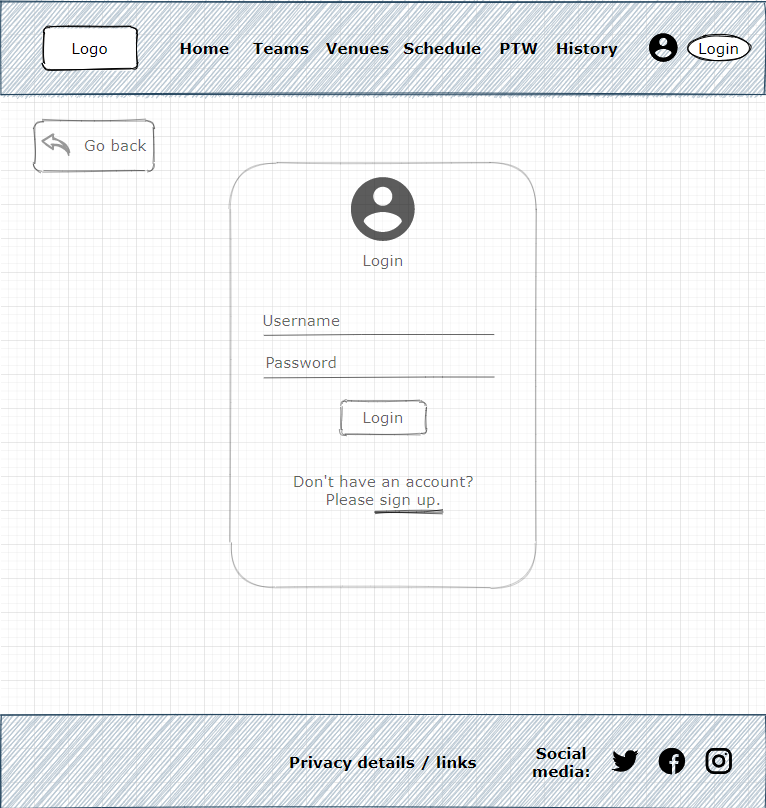 Logo Home Teams Venues Schedule PTW History Login
Go back
Login
Username
Password
Login
Don't have an account?
Please sign up.
Privacy details / links
Social
media: